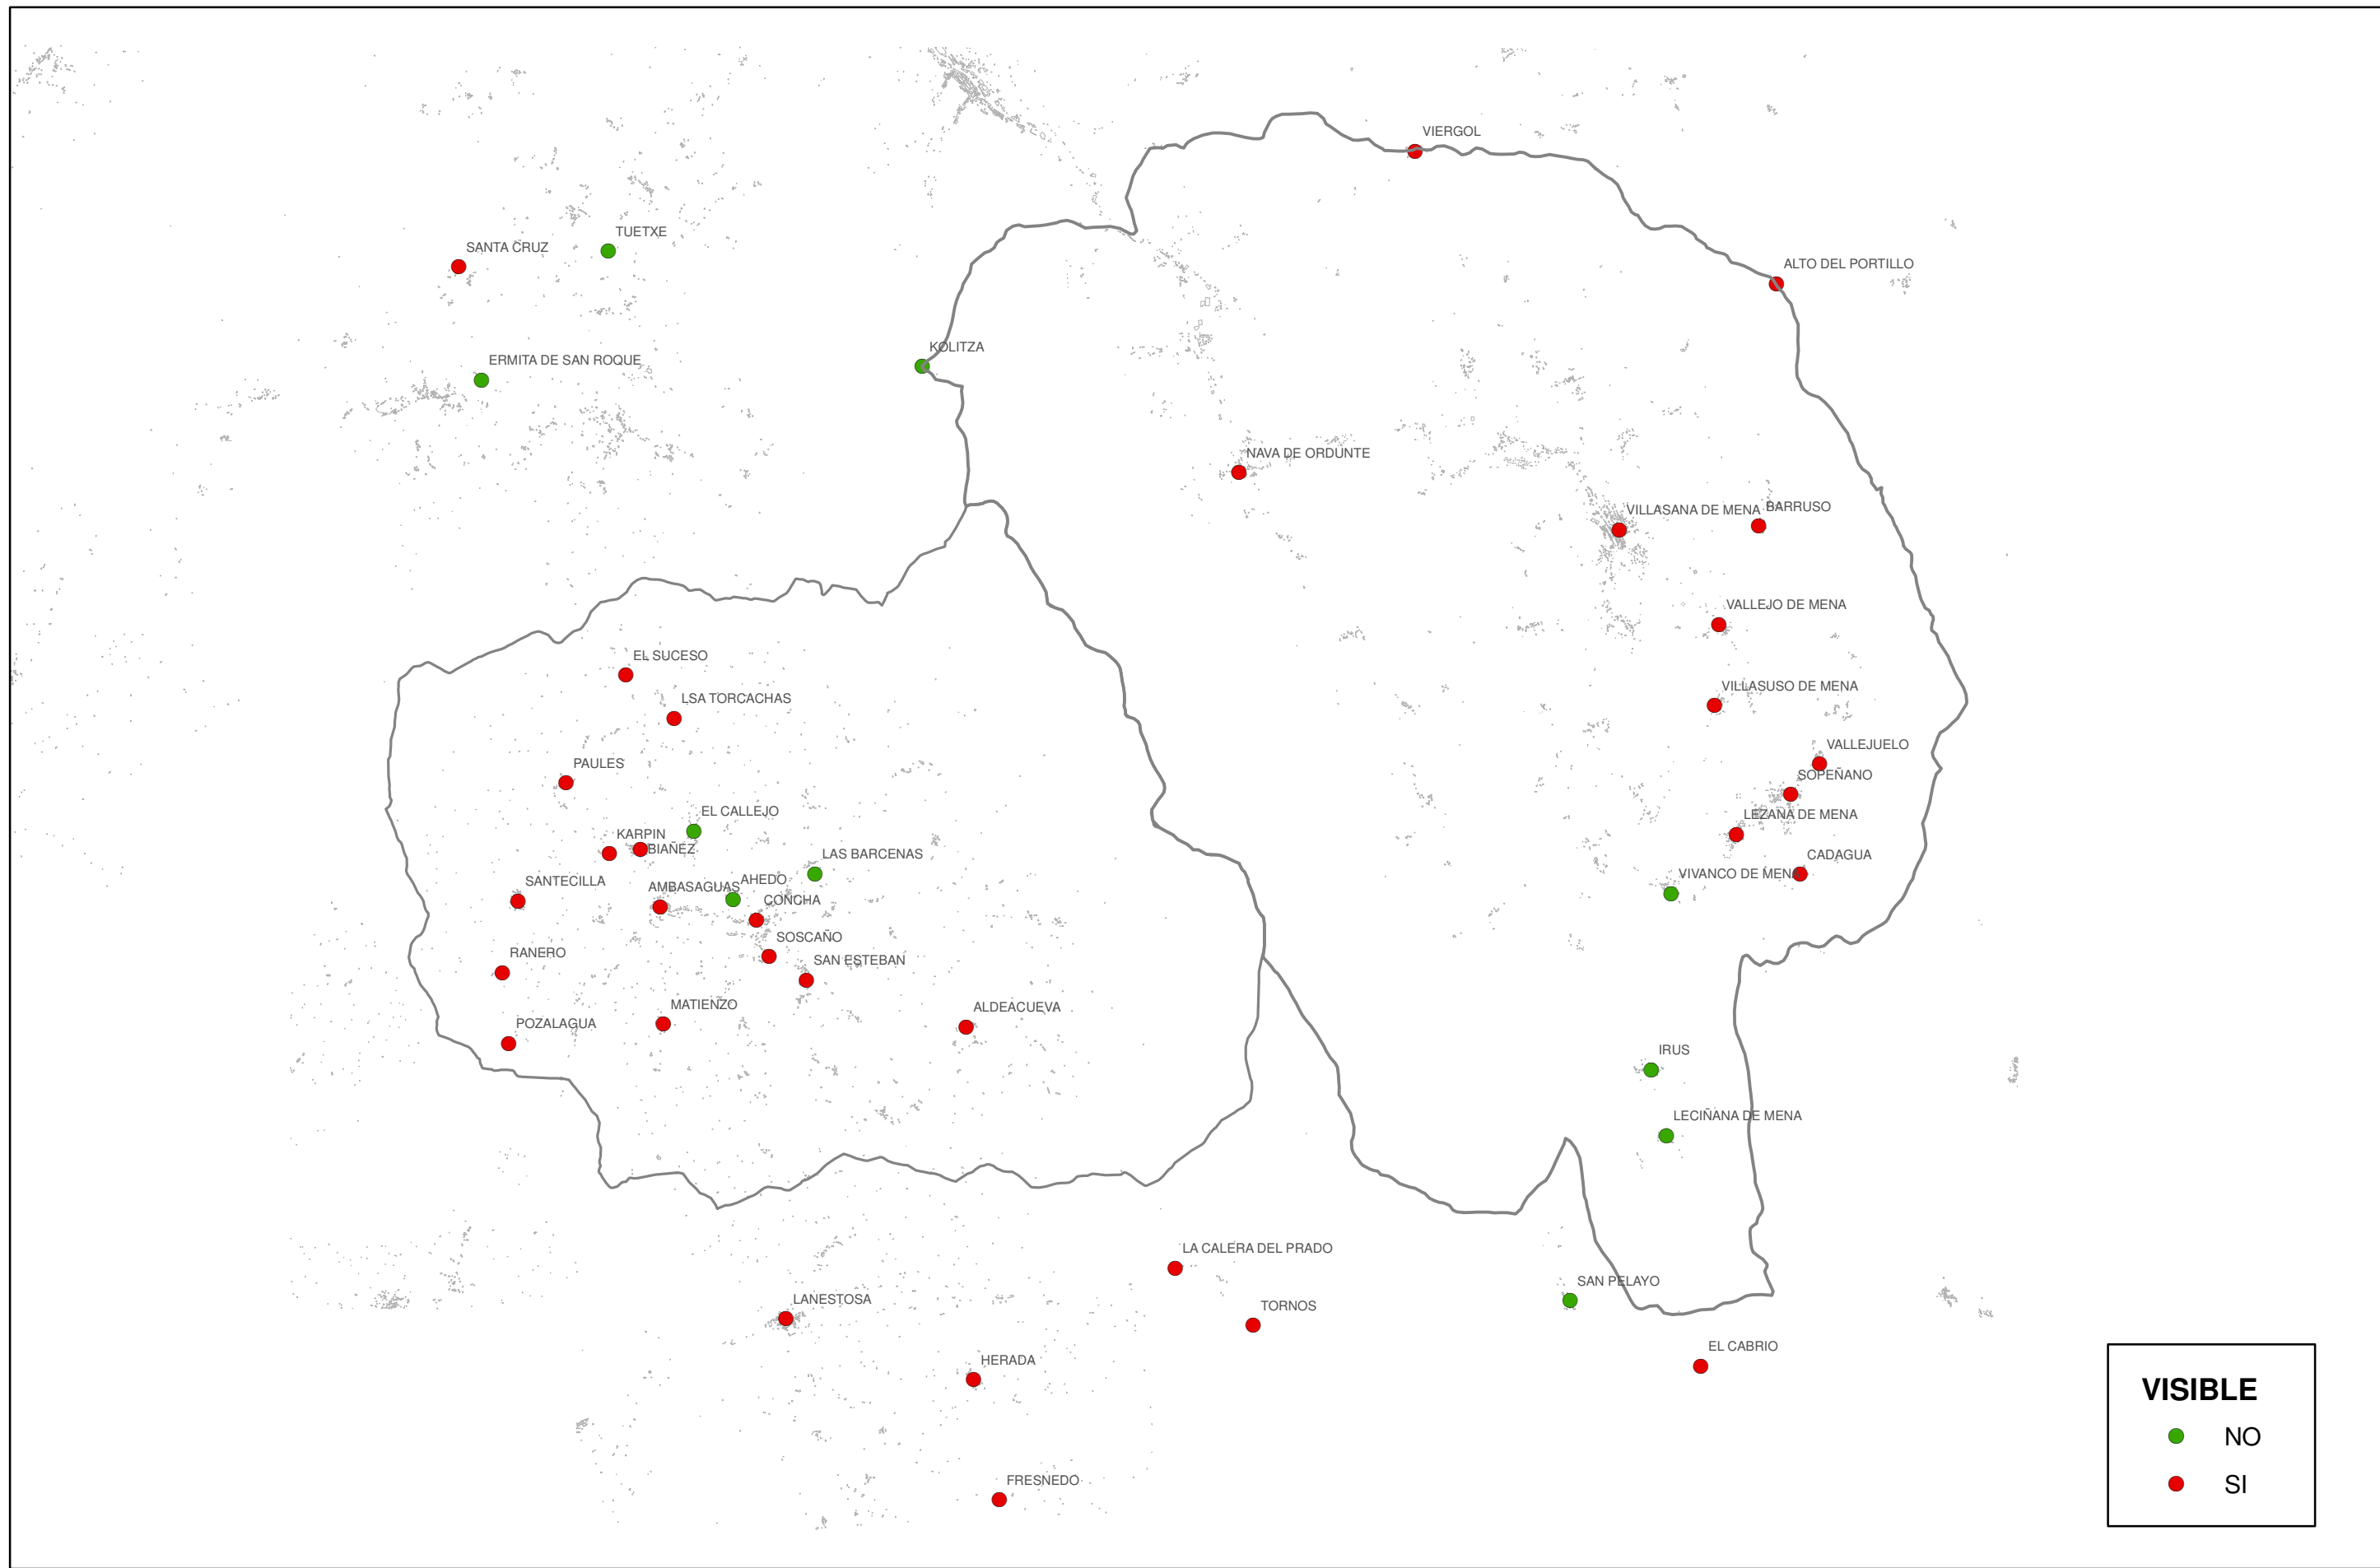 VIERGOL
TUETXE
SANTA CRUZ
ALTO DEL PORTILLO
KOLITZA
ERMITA DE SAN ROQUE
NAVA DE ORDUNTE
VILLASANA DE MENA
BARRUSO
VALLEJO DE MENA
EL SUCESO
VILLASUSO DE MENA
LSA TORCACHAS
VALLEJUELO
PAULES
SOPEÑANO
EL CALLEJO
LEZANA DE MENA
KARPIN
BIAÑEZ
LAS BARCENAS
CADAGUA
VIVANCO DE MENA
SANTECILLA
AMBASAGUAS
AHEDO
CONCHA
SOSCAÑO
RANERO
SAN ESTEBAN
MATIENZO
ALDEACUEVA
POZALAGUA
IRUS
LECIÑANA DE MENA
LA CALERA DEL PRADO
SAN PELAYO
LANESTOSA
TORNOS
EL CABRIO
HERADA
FRESNEDO
VISIBLE
NO
SI